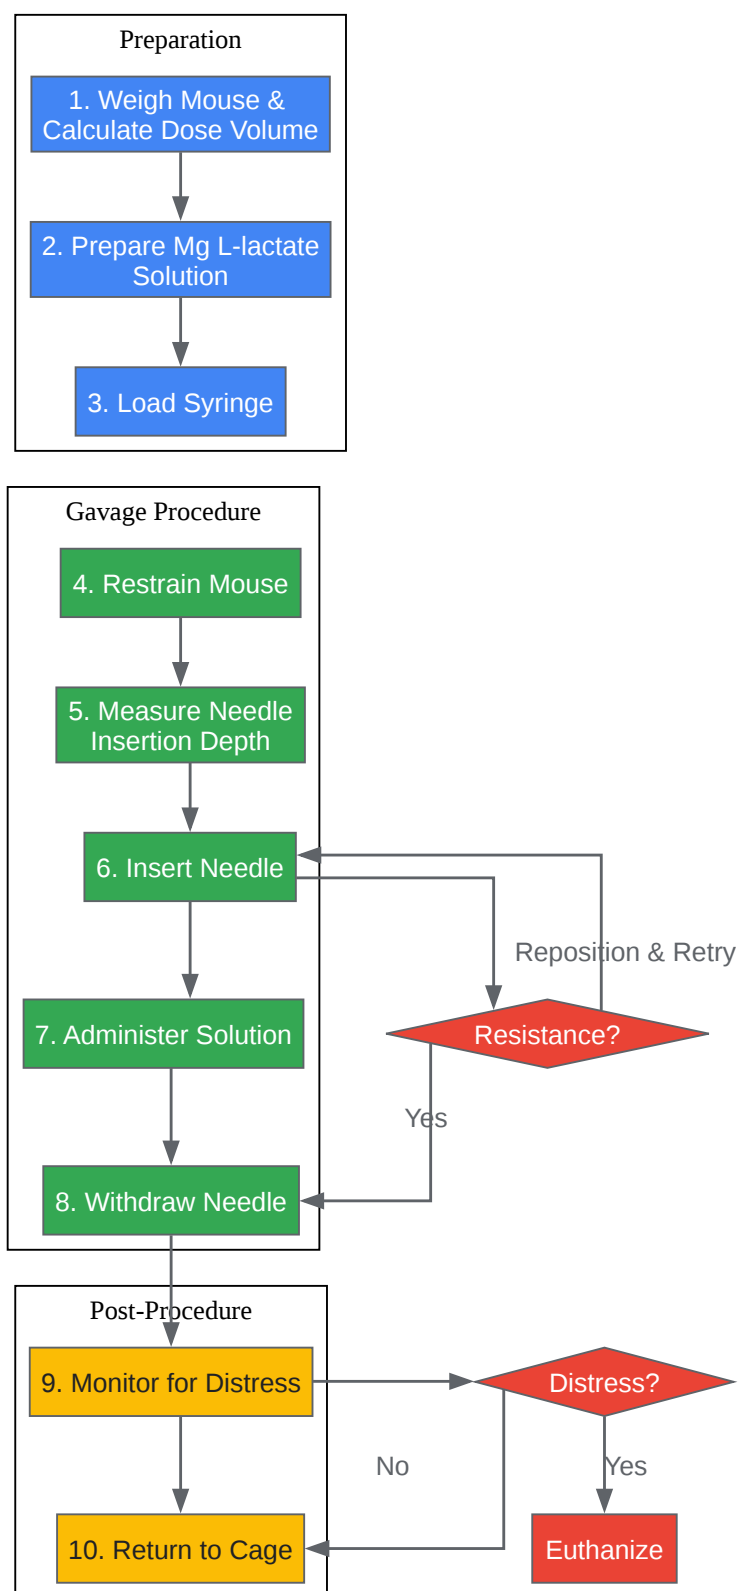 Preparation
1. Weigh Mouse &
Calculate Dose Volume
2. Prepare Mg L-lactate
Solution
3. Load Syringe
Gavage Procedure
4. Restrain Mouse
5. Measure Needle
Insertion Depth
6. Insert Needle
Reposition & Retry
7. Administer Solution
Resistance?
Yes
8. Withdraw Needle
Post-Procedure
9. Monitor for Distress
Distress?
No
Yes
10. Return to Cage
Euthanize